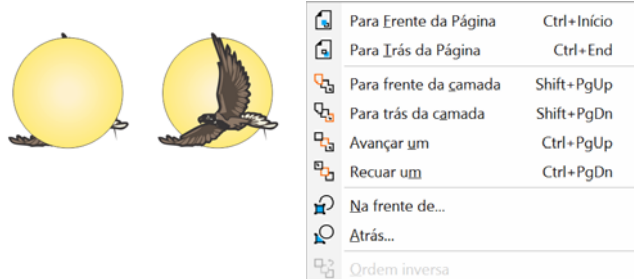 Para Frente da Página Ctrl+Início
Para Trás da Página Ctrl+End
Para frente da camada Shift+PgUp
Para trás da camada Shift+PgDn
Avançar um Ctrl+PgUp
Recuar um Ctrl+PgDn
Na frente de...
Atrás...
Ordem inversa